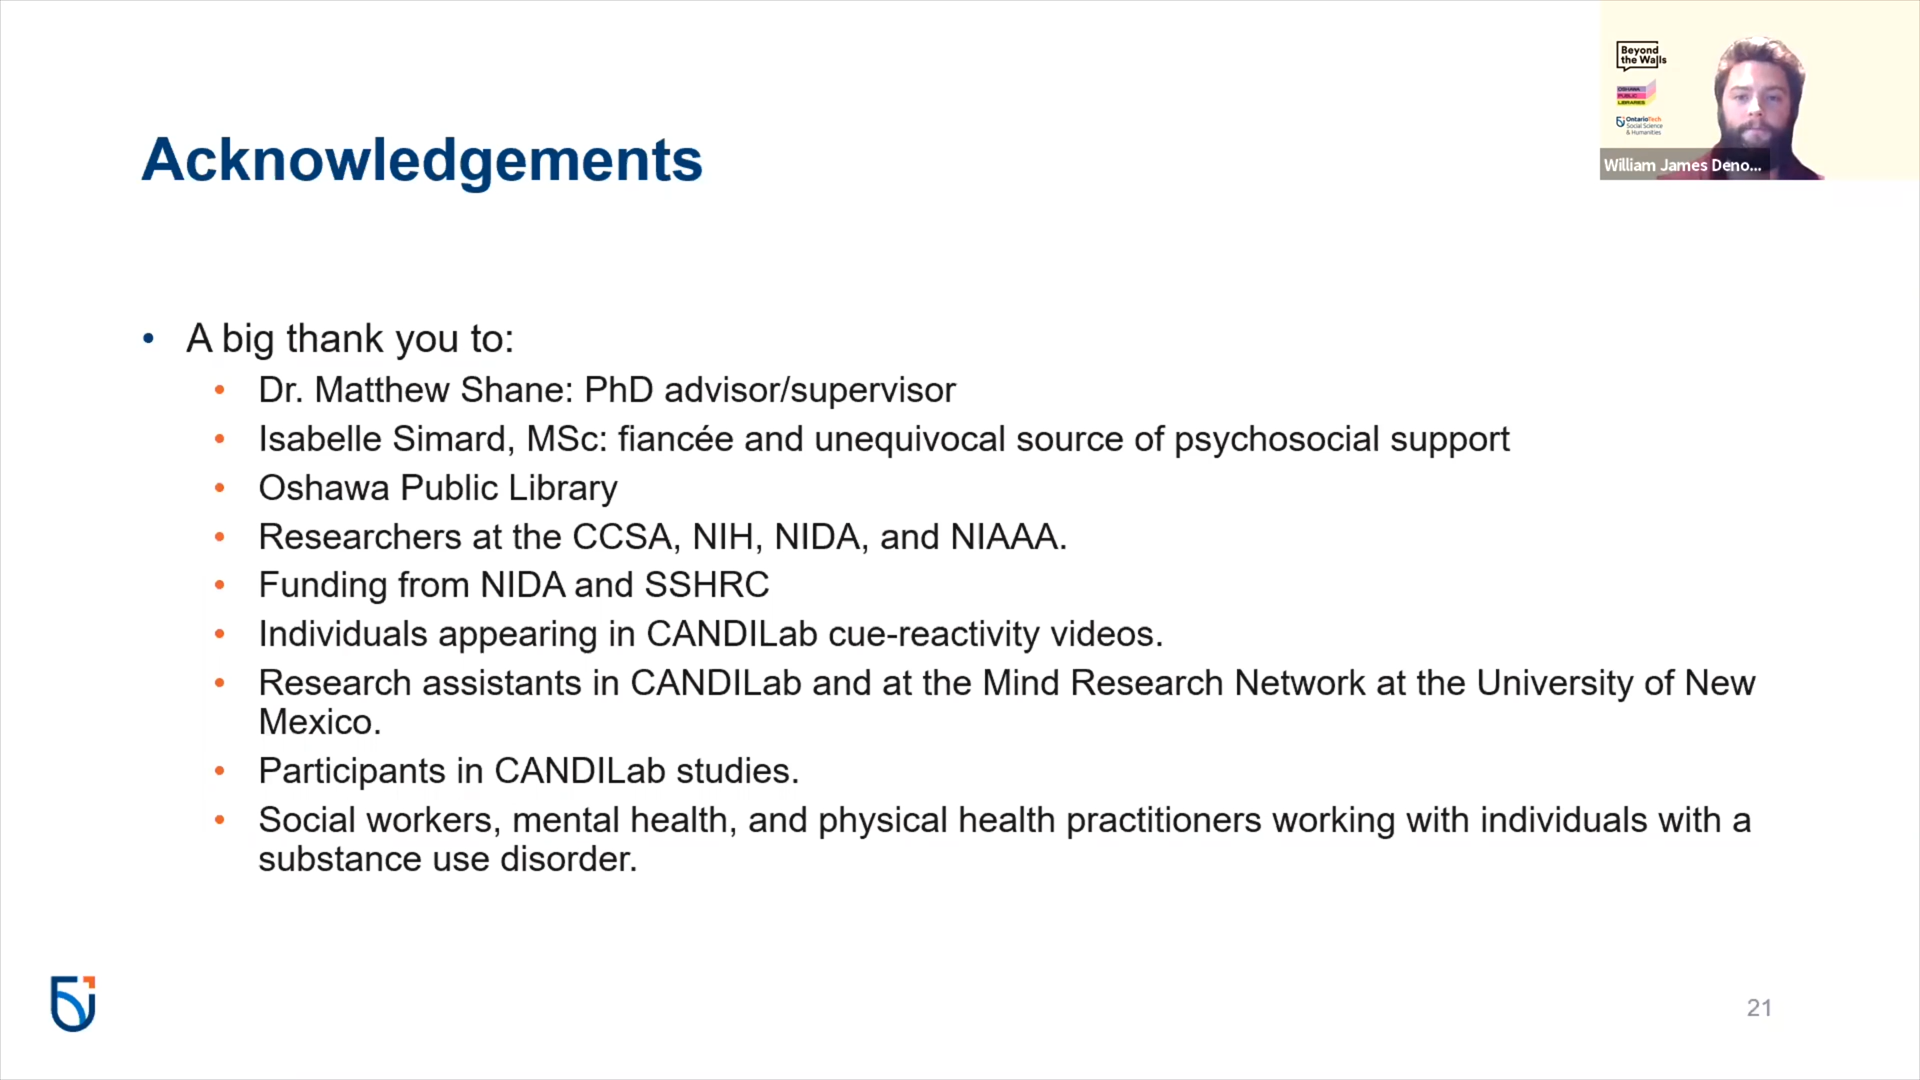 Beyond
the Walls
OSHAWA
PUBLIC
LIBRARIES
OntarioTech
Social Science
& Humanities
William James Deno...
Acknowledgements
• A big thank you to:
• Dr. Matthew Shane: PhD advisor/supervisor
• Isabelle Simard, MSc: fiancée and unequivocal source of psychosocial support
• Oshawa Public Library
• Researchers at the CCSA, NIH, NIDA, and NIAAA.
• Funding from NIDA and SSHRC
• Individuals appearing in CANDILab cue-reactivity videos.
• Research assistants in CANDILab and at the Mind Research Network at the University of New
Mexico.
• Participants in CANDILab studies.
• Social workers, mental health, and physical health practitioners working with individuals with a
substance use disorder.
21